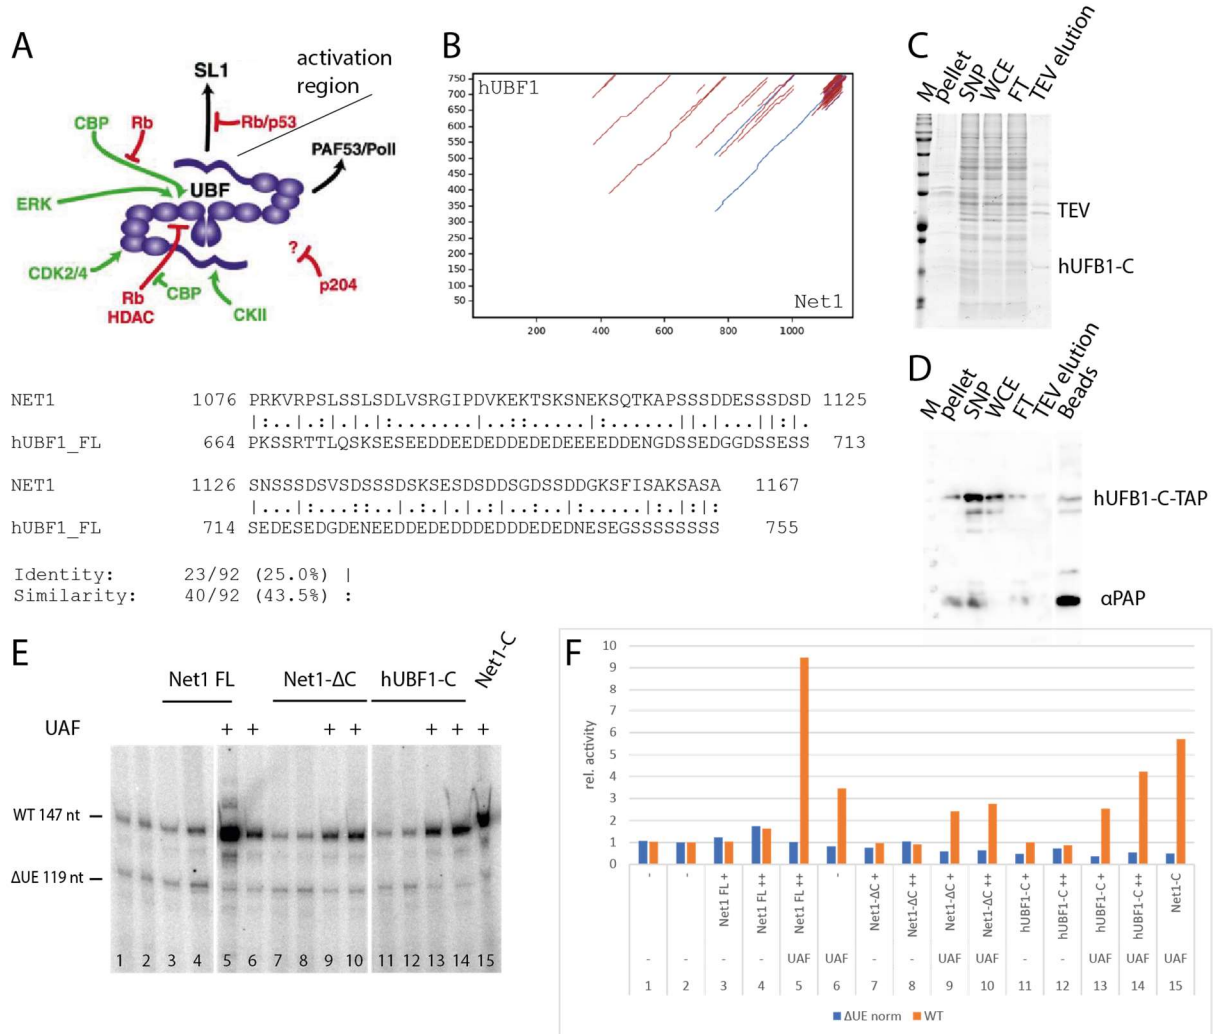 A
SL1
activation
region
CBP
Rb
Rb/p53
PAF53/PolI
UBF
ERK
?
CDK2/4
p204
Rb
HDAC
CBP
CKII
B
hUBF1
750
700
650
600
550
500
450
400
350
300
250
200
150
100
50
Net1
200
400
600
800
1000
C
M
pellet
SNP
WCE
FT
TEV elution
TEV
hUFB1-C
NET1 1076 PRKVRPSLSSLSDLVSRGIPDVKEKTSKSNEKSQTKAPSSSDDESSSDSD 1125
|:..:.:|.|.:|..:..:|..:.:...:...|:....:..||:|..||:.
hUBF1_FL 664 PKSSRTTLQSKSESEEDDEEDEDDEDEDEEEEDDENGDSSEDGGDSSESS 713
NET1 1126 SNSSSDSVSDSSSDSKSESDSDDSGDSSDDGKSFISAKSASA 1167
hUBF1_FL 714 SEDESEDGDENEEDDEDEDDDEDDDEDEDNESEGSSSSSSSS 755
Identity: 23/92 (25.0%) |
Similarity: 40/92 (43.5%) :
D
M
pellet
SNP
WCE
FT
TEV elution
Beads
hUFB1-C-TAP
αPAP
E
Net1 FL
Net1-ΔC
hUBF1-C
Net1-C
UAF + + + + + + +
WT 147 nt
ΔUE 119 nt
1 2 3 4 5 6 7 8 9 10 11 12 13 14 15
F
rel. activity
10
9
8
7
6
5
4
3
2
1
0
- - Net1 FL + Net1 FL ++ Net1 FL ++ - Net1-ΔC + Net1-ΔC ++ Net1-ΔC + Net1-ΔC ++ hUBF1-C + hUBF1-C ++ hUBF1-C + hUBF1-C ++ Net1-C
- - - - UAF UAF - - UAF UAF - - UAF UAF UAF
1 2 3 4 5 6 7 8 9 10 11 12 13 14 15
ΔUE norm WT